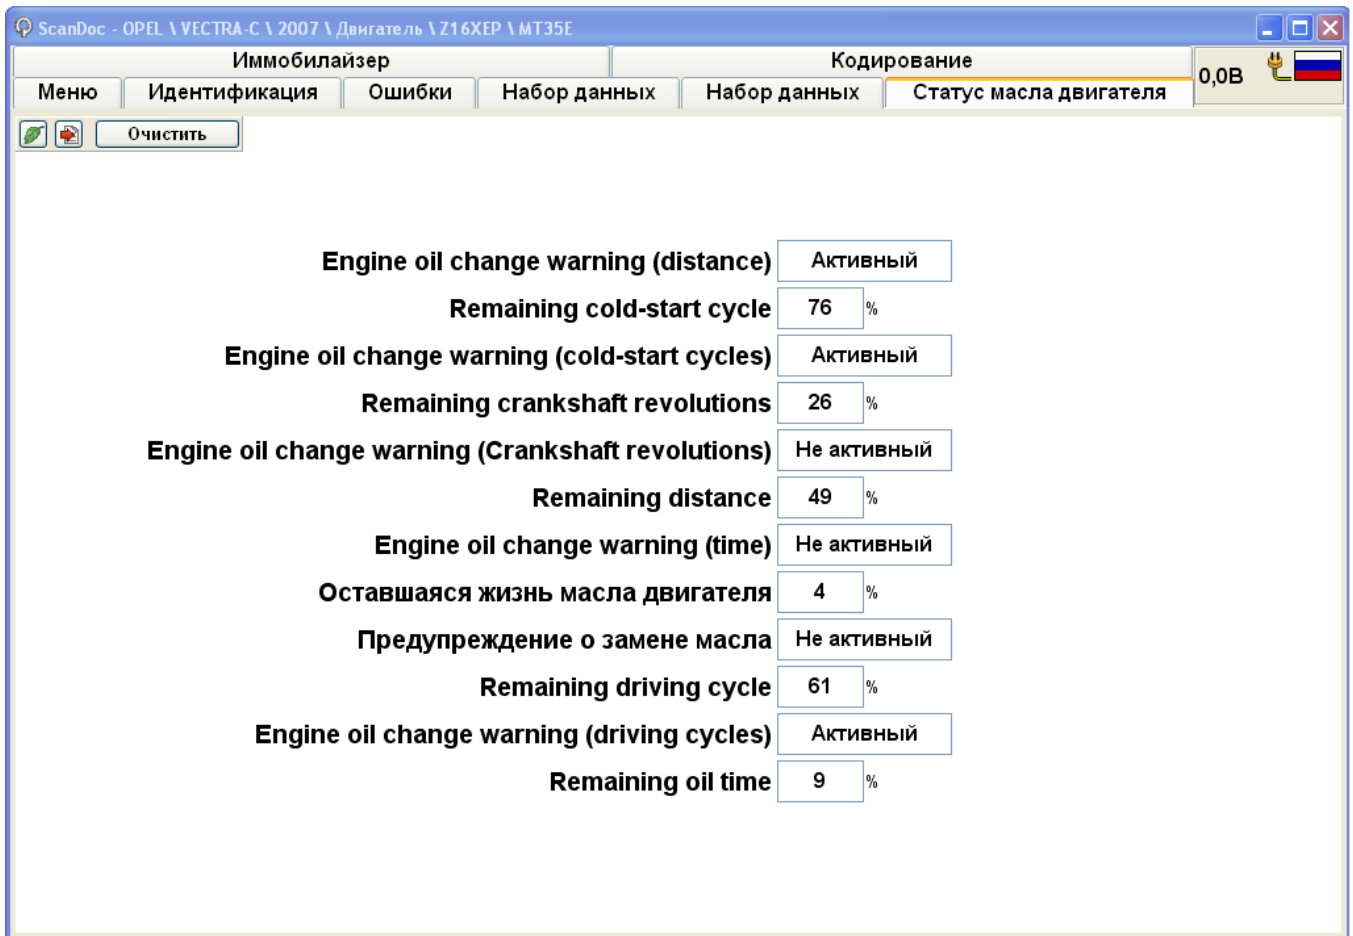 ScanDoc - OPEL \ VECTRA-C \ 2007 \ Двигатель \ Z16XEP \ MT35E
Иммобилайзер Кодирование
0,0В
Меню Идентификация Ошибки Набор данных Набор данных Статус масла двигателя
Очистить
Engine oil change warning (distance) Активный
Remaining cold-start cycle 76 %
Engine oil change warning (cold-start cycles) Активный
Remaining crankshaft revolutions 26 %
Engine oil change warning (Crankshaft revolutions) Не активный
Remaining distance 49 %
Engine oil change warning (time) Не активный
Оставшаяся жизнь масла двигателя 4 %
Предупреждение о замене масла Не активный
Remaining driving cycle 61 %
Engine oil change warning (driving cycles) Активный
Remaining oil time 9 %